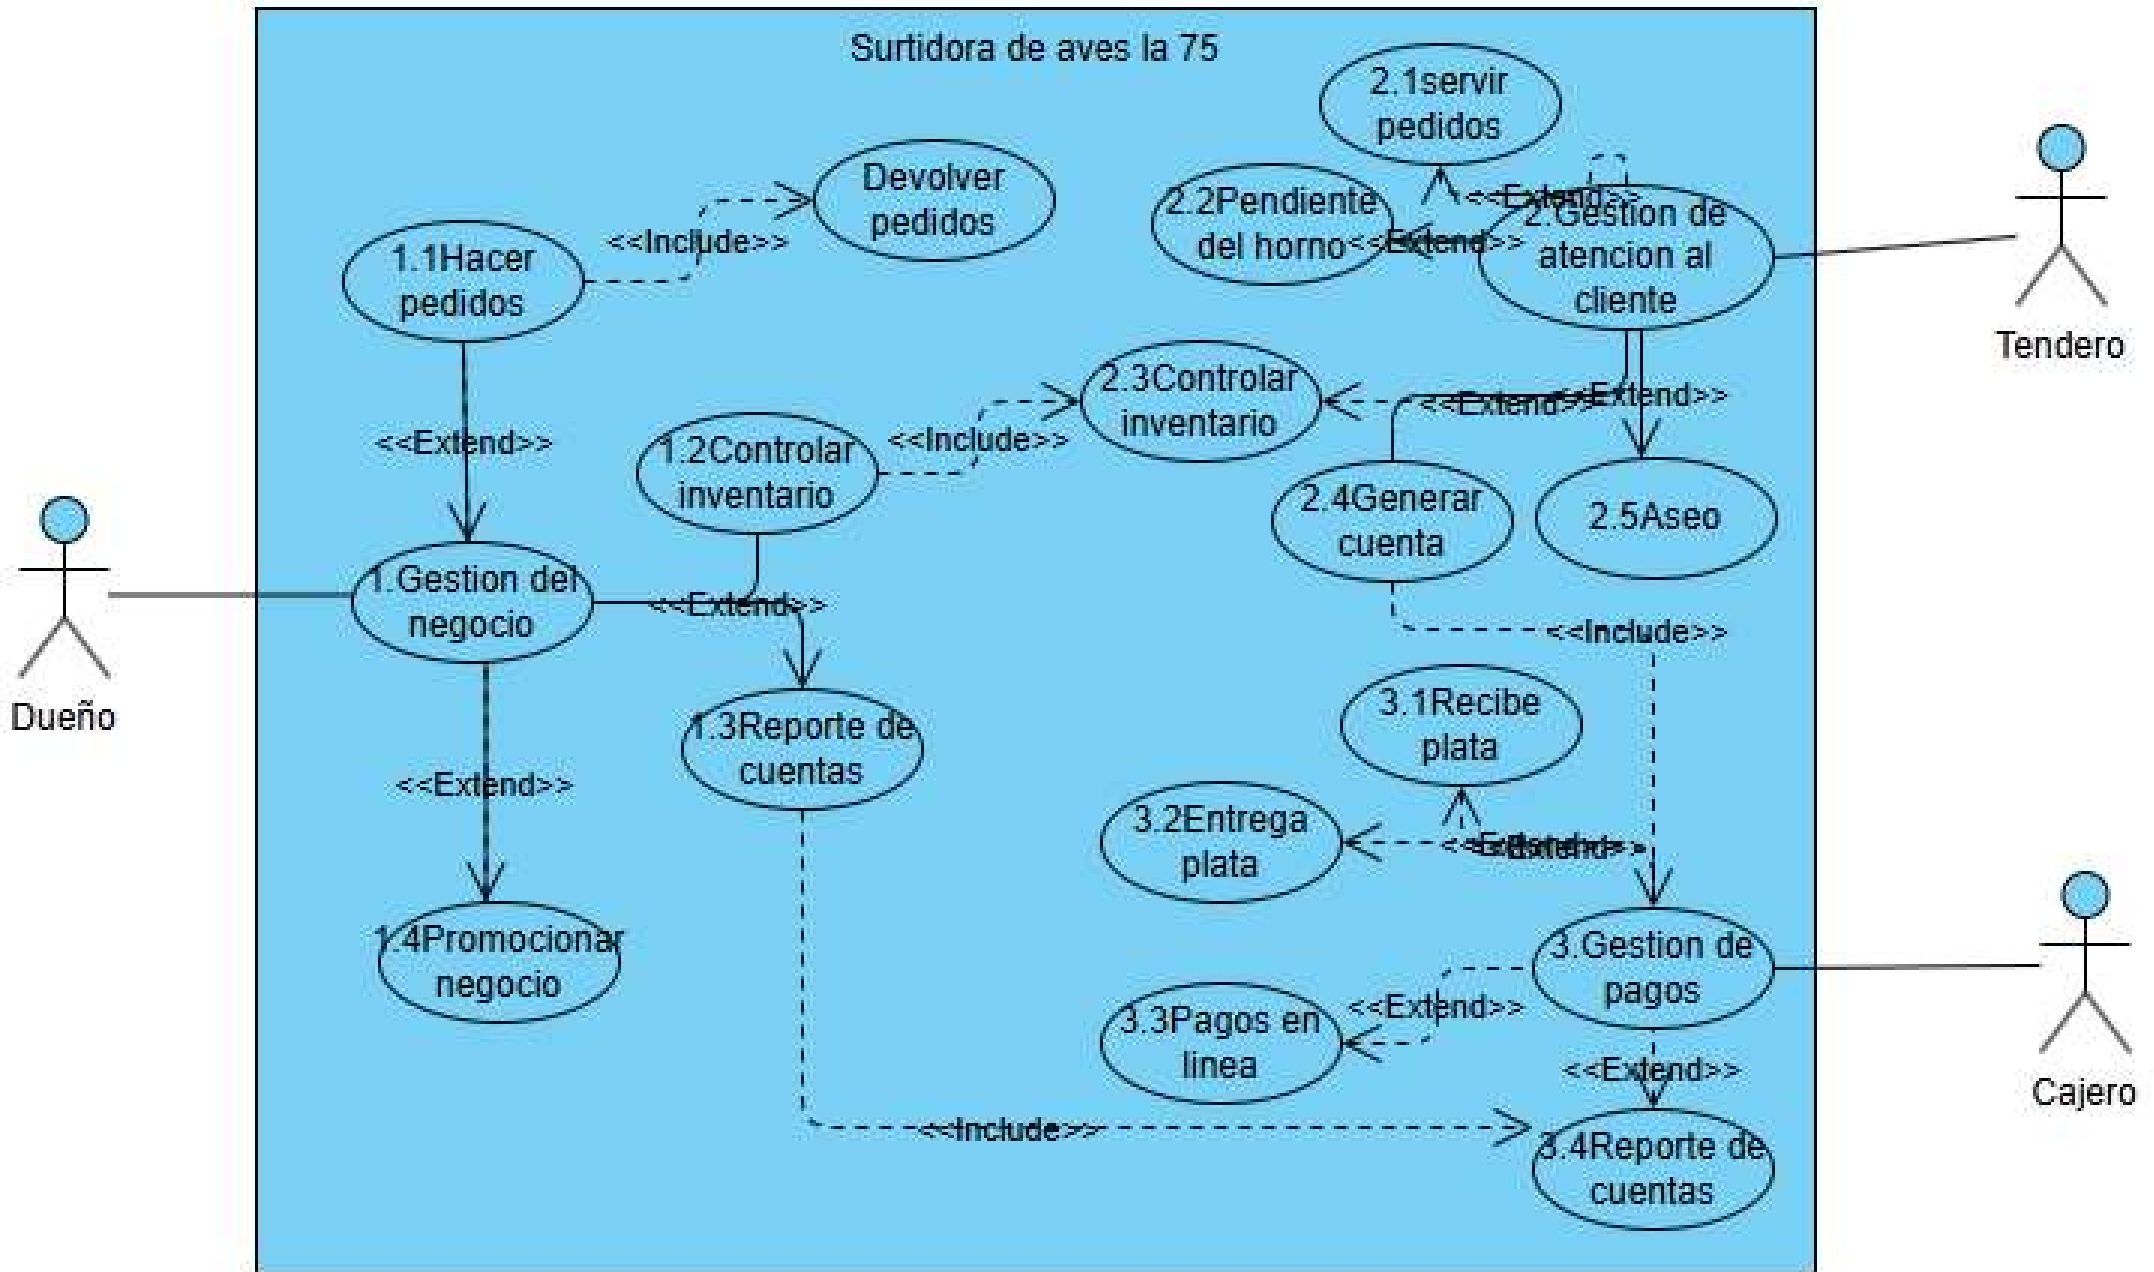 Surtidora de aves la 75
2.1servir
pedidos
Devolver
pedidos
2.2Pendiente
del horno
<<Extend>>
<<Extend>>
2.Gestion de
atencion al
cliente
1.1Hacer
pedidos
<<Include>>
Tendero
2.3Controlar
inventario
<<Extend>>
<<Extend>>
<<Extend>>
1.2Controlar
inventario
<<Include>>
2.4Generar
cuenta
2.5Aseo
1.Gestion del
negocio
<<Extend>>
<<Include>>
Dueño
1.3Reporte de
cuentas
3.1Recibe
plata
<<Extend>>
3.2Entrega
plata
<<Extend>>
<<Extend>>
1.4Promocionar
negocio
3.Gestion de
pagos
3.3Pagos en
linea
<<Extend>>
<<Extend>>
Cajero
<<Include>>
3.4Reporte de
cuentas